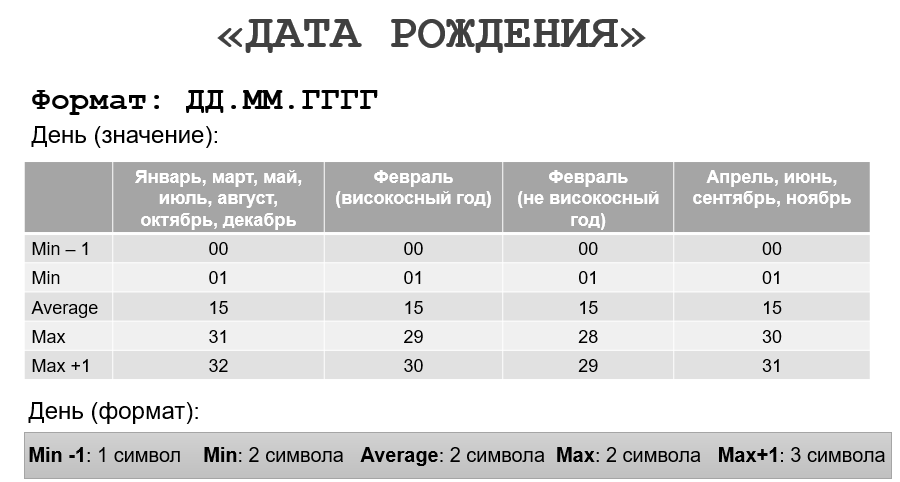 «ДАТА РОЖДЕНИЯ»
Формат: ДД.ММ.ГГГГ
День (значение):
Январь, март, май, июль, август, октябрь, декабрь | Февраль (високосный год) | Февраль (не високосный год) | Апрель, июнь, сентябрь, ноябрь
Min – 1 00 00 00 00
Min 01 01 01 01
Average 15 15 15 15
Max 31 29 28 30
Max +1 32 30 29 31
День (формат):
Min -1: 1 символ Min: 2 символа Average: 2 символа Max: 2 символа Max+1: 3 символа